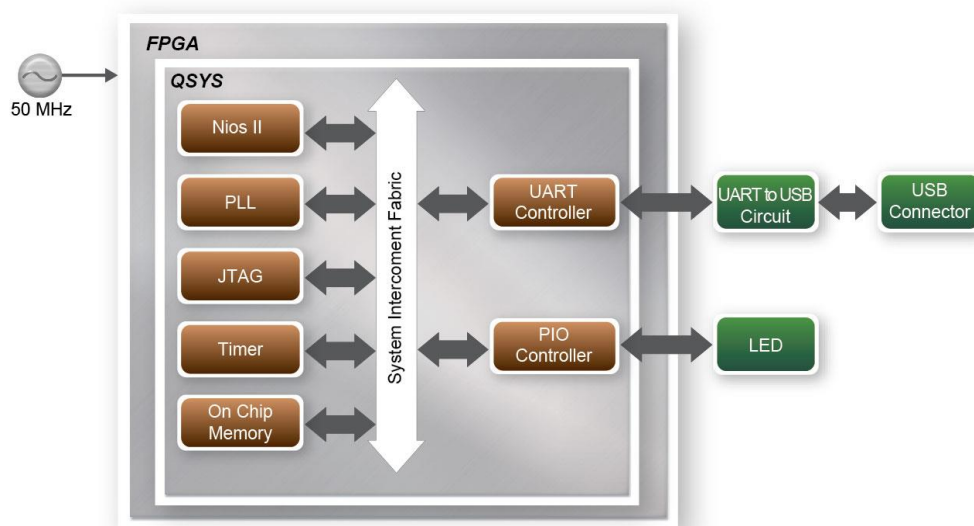 FPGA
QSYS
50 MHz
Nios II
PLL
JTAG
Timer
On Chip
Memory
System Intercoment Fabric
UART
Controller
PIO
Controller
UART to USB
Circuit
USB
Connector
LED